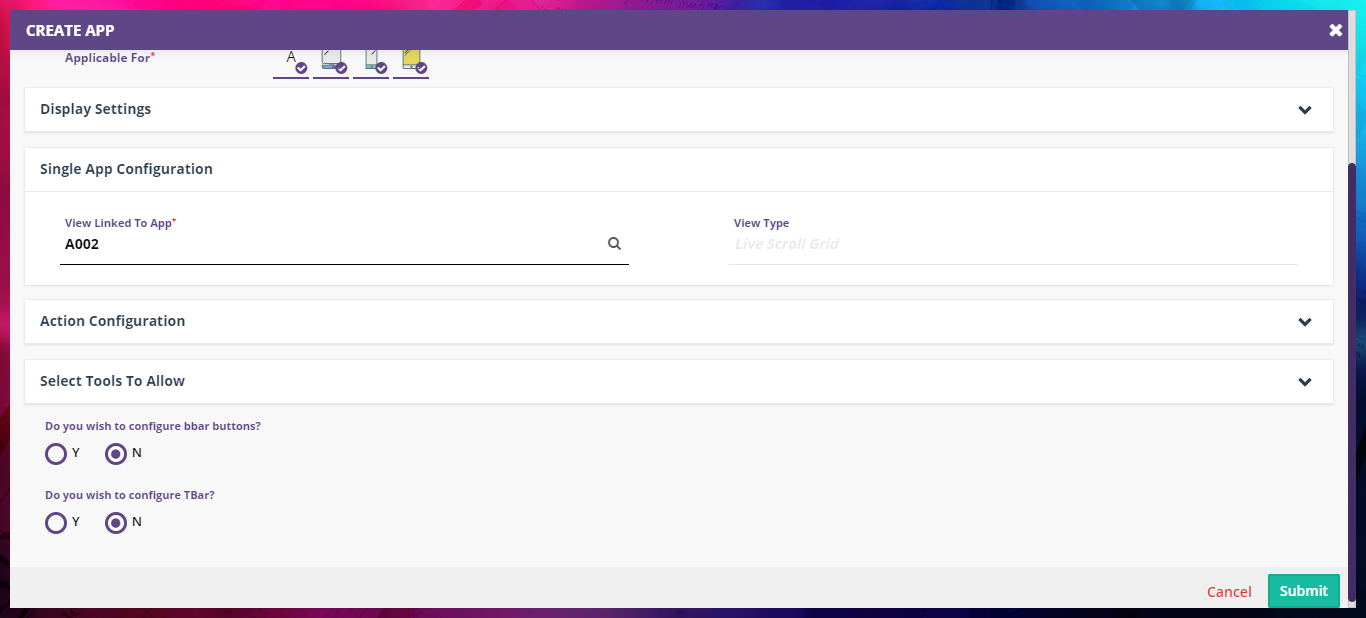 CREATE APP
Applicable For*
A
Display Settings
Single App Configuration
View Linked To App*
View Type
A002
Live Scroll Grid
Action Configuration
Select Tools To Allow
Do you wish to configure bbar buttons?
Y N
Do you wish to configure TBar?
Y N
Cancel Submit